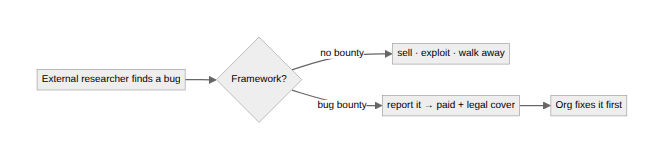 External researcher finds a bug
Framework?
no bounty
sell · exploit · walk away
bug bounty
report it → paid + legal cover
Org fixes it first